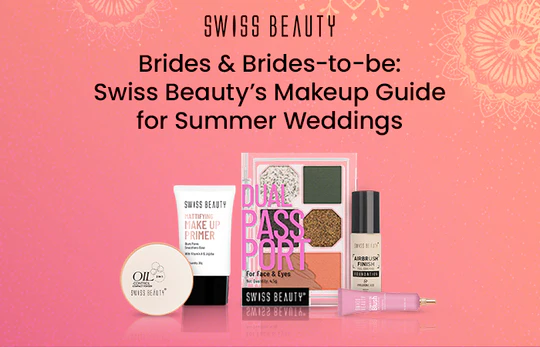 SWISS BEAUTY
Brides & Brides-to-be:
Swiss Beauty's Makeup Guide
for Summer Weddings
SWISS BEAUTY
MATTIFYING
MAKE UP
PRIMER
OIL
CONTROL
SWISS BEAUTY
DUAL
PASS
PORT
For Face & Eyes
SWISS BEAUTY
SWISS BEAUTY
AIRBRUSH
FINISH
FOUNDATION